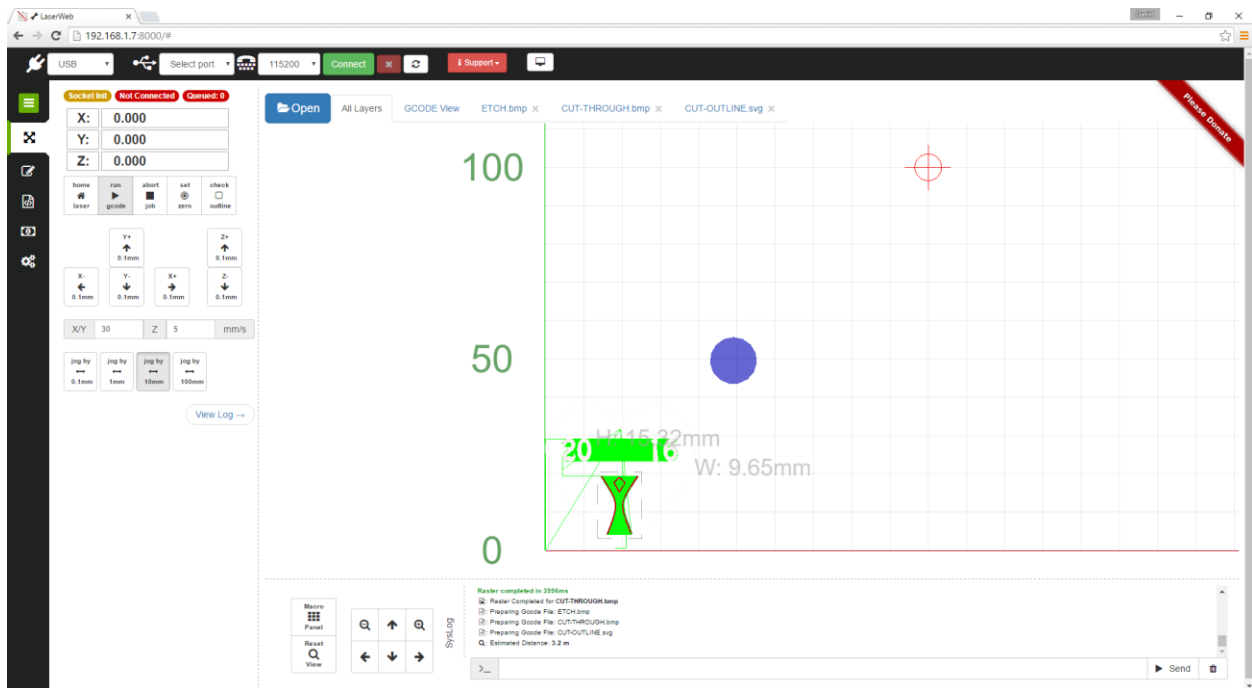 LaserWeb
David
192.168.1.7:8000/#
USB Select port 115200 Connect Support
Please Donate
Socket Init Not Connected Queued: 0
X: 0.000
Y: 0.000
Z: 0.000
home laser
run gcode
abort job
set zero
check outline
Y+ 0.1mm
Z+ 0.1mm
X- 0.1mm
Y- 0.1mm
X+ 0.1mm
Z- 0.1mm
X/Y 30 Z 5 mm/s
jog by 0.1mm
jog by 1mm
jog by 10mm
jog by 100mm
View Log →
Open All Layers GCODE View ETCH.bmp CUT-THROUGH.bmp CUT-OUTLINE.svg
100
50
0
20 16
H: 15.32mm
W: 9.65mm
Macro Panel
Reset View
SysLog
Raster completed in 3996ms
: Raster Completed for CUT-THROUGH.bmp
: Preparing Gcode File: ETCH.bmp
: Preparing Gcode File: CUT-THROUGH.bmp
: Preparing Gcode File: CUT-OUTLINE.svg
: Estimated Distance: 3.2 m
>_ Send